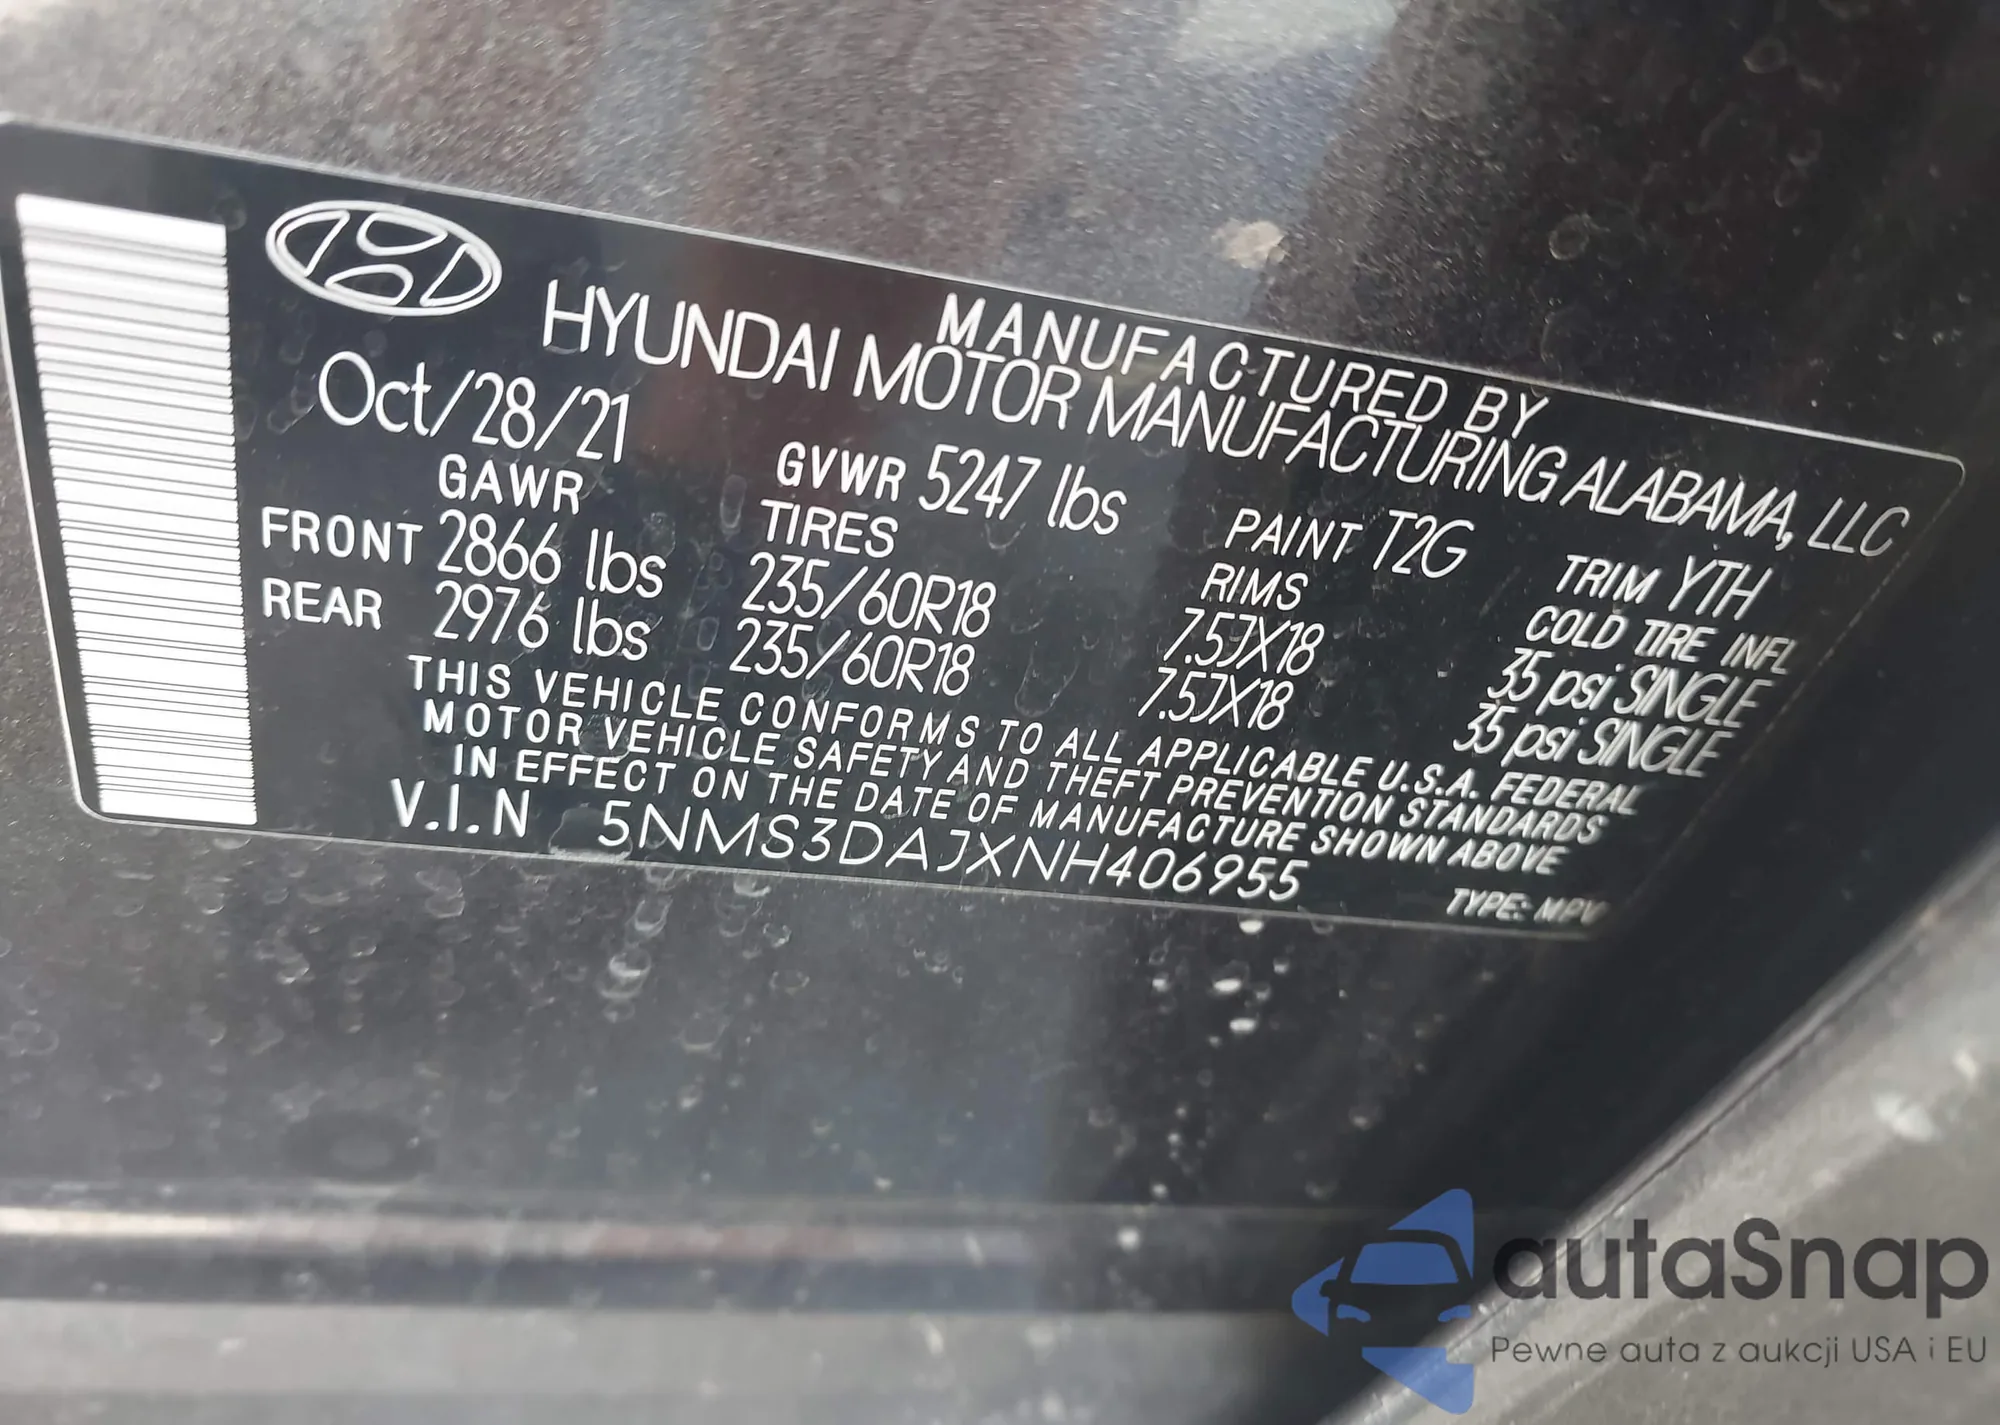 MANUFACTURED BY
HYUNDAI MOTOR MANUFACTURING ALABAMA, LLC
Oct/28/21 GVWR 5247 lbs PAINT T2G TRIM YTH
GAWR TIRES RIMS COLD TIRE INFL
FRONT 2866 lbs 235/60R18 7.5JX18 35 psi SINGLE
REAR 2976 lbs 235/60R18 7.5JX18 35 psi SINGLE
THIS VEHICLE CONFORMS TO ALL APPLICABLE U.S.A. FEDERAL
MOTOR VEHICLE SAFETY AND THEFT PREVENTION STANDARDS
IN EFFECT ON THE DATE OF MANUFACTURE SHOWN ABOVE
V.I.N 5NMS3DAJXNH406955 TYPE: MPV
autaSnap
Pewne auta z aukcji USA i EU